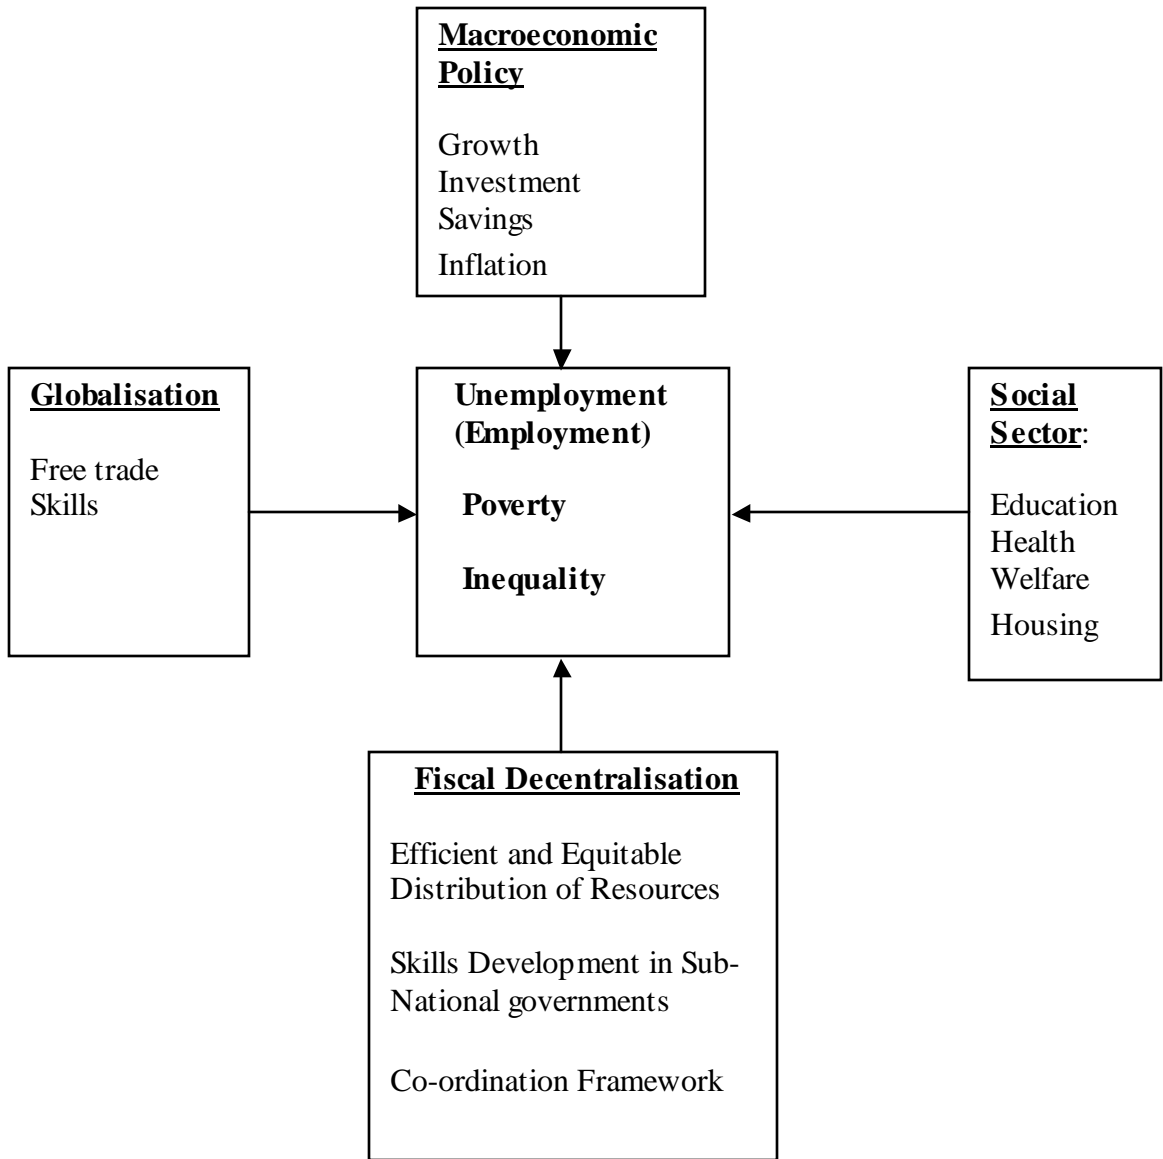 Macroeconomic
Policy
Growth
Investment
Savings
Inflation
Globalisation
Free trade
Skills
Unemployment
(Employment)
Poverty
Inequality
Social
Sector:
Education
Health
Welfare
Housing
Fiscal Decentralisation
Efficient and Equitable
Distribution of Resources
Skills Development in Sub-
National governments
Co-ordination Framework